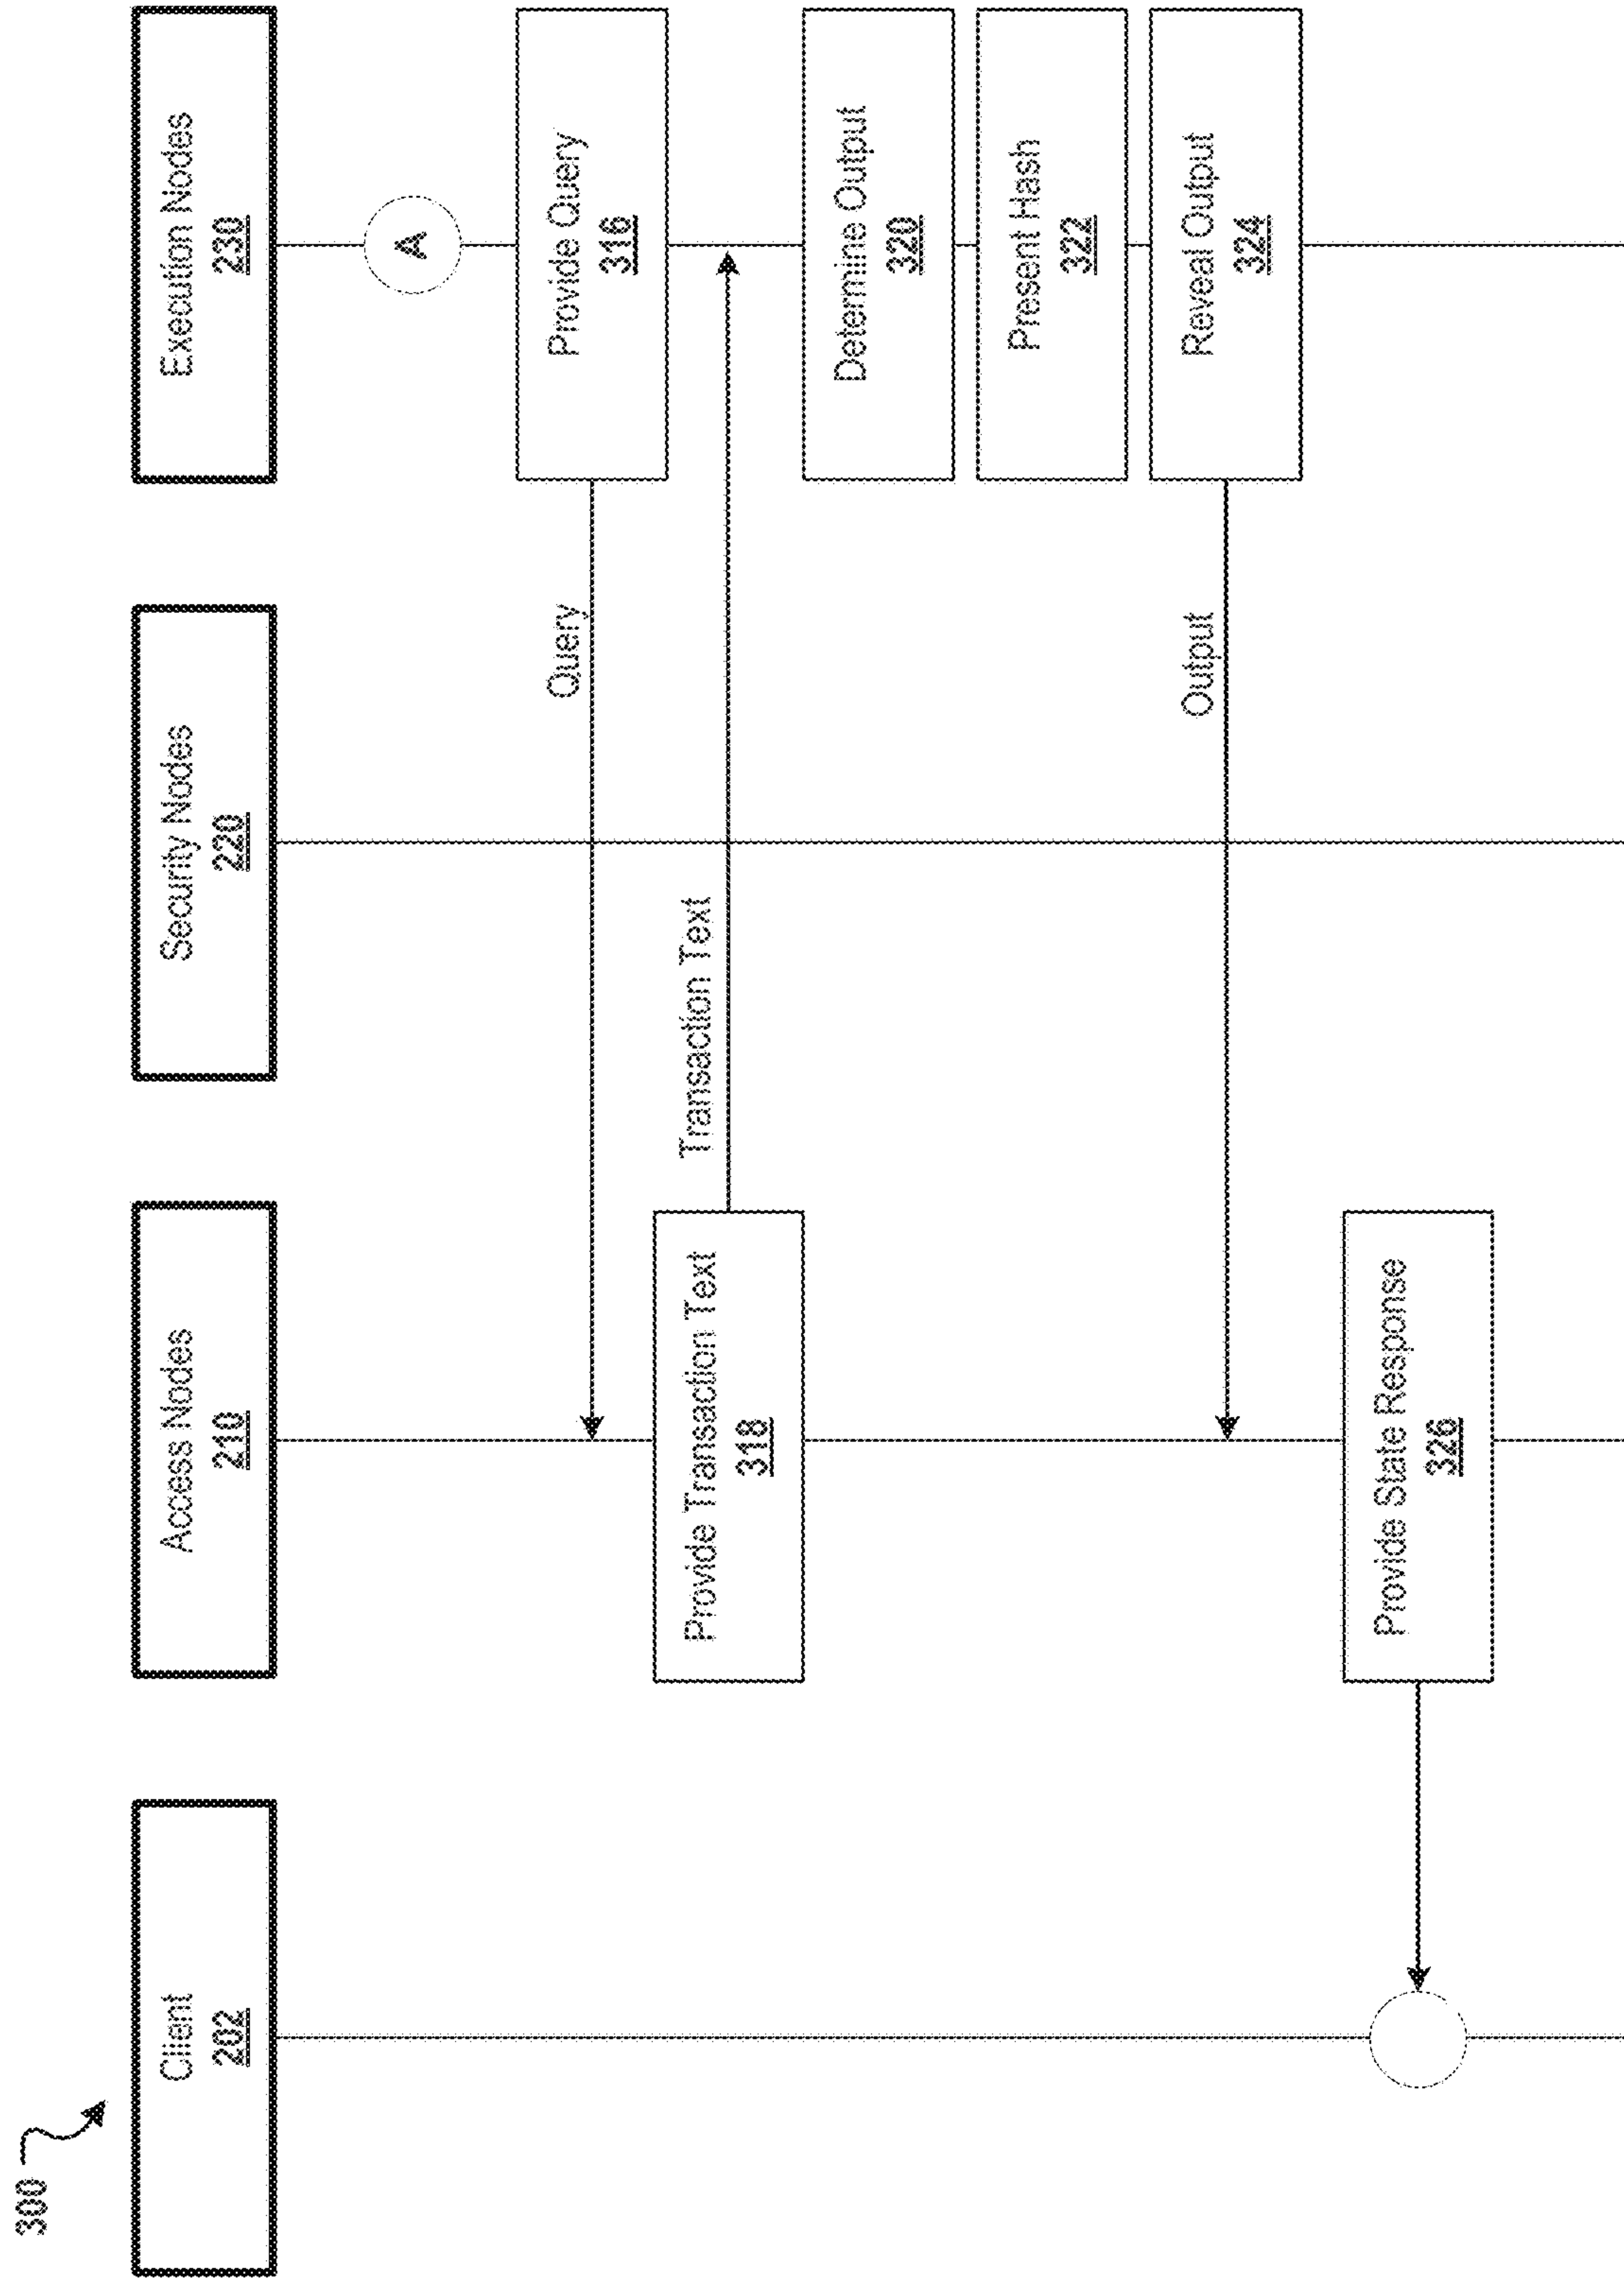 300
Client
202
Access Nodes
210
Security Nodes
220
Execution Nodes
230
A
Provide Query
316
Query
Provide Transaction Text
318
Transaction Text
Determine Output
320
Present Hash
322
Reveal Output
324
Output
Provide State Response
326